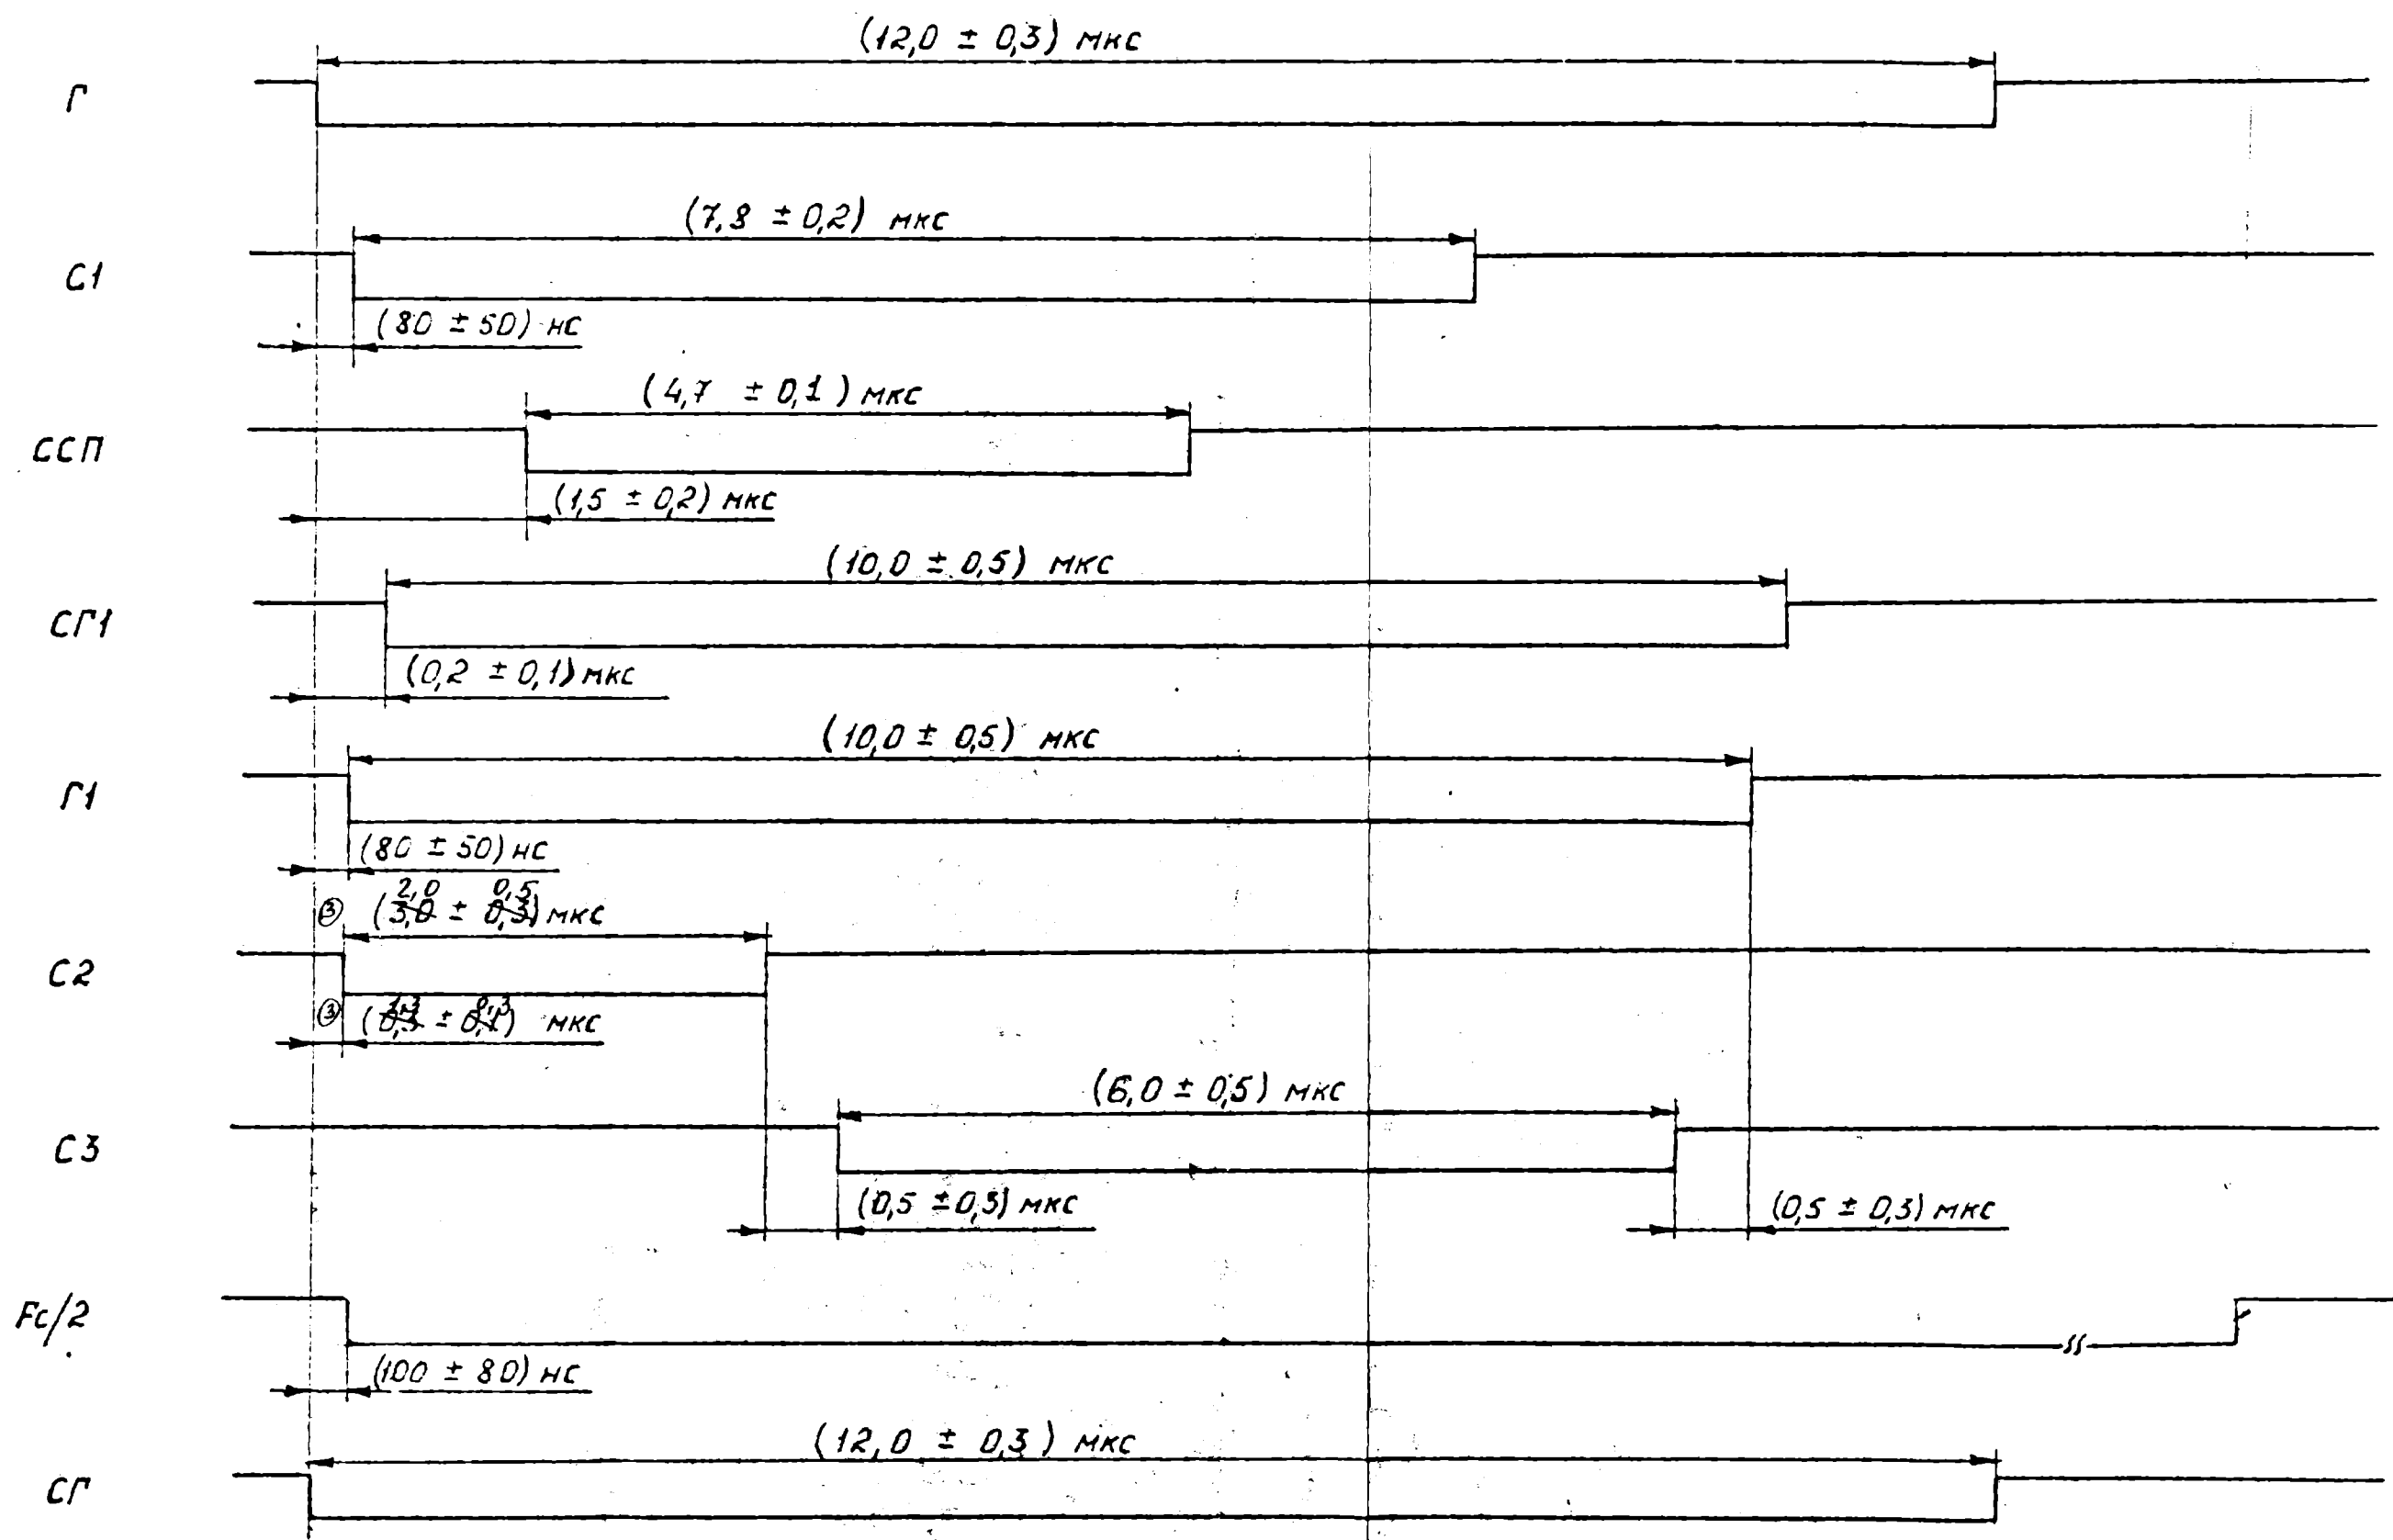 (12,0 ± 0,3) мкс
Г
(7,8 ± 0,2) мкс
С1
(80 ± 50) нс
(4,7 ± 0,1) мкс
ССП
(1,5 ± 0,2) мкс
(10,0 ± 0,5) мкс
СГ1
(0,2 ± 0,1) мкс
(10,0 ± 0,5) мкс
Г1
(80 ± 50) нс
2,0 0,5
③ (3,0 ± 0,3) мкс
С2
③ ( ± ) мкс
(6,0 ± 0,5) мкс
С3
(0,5 ± 0,3) мкс
(0,5 ± 0,3) мкс
Fc/2
(100 ± 80) нс
(12,0 ± 0,3) мкс
СГ